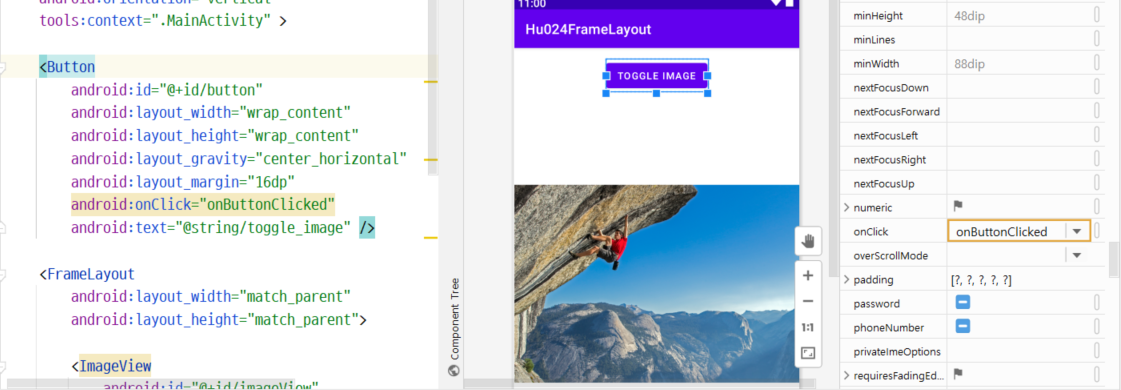 android:orientation="vertical"
tools:context=".MainActivity" >
<Button
android:id="@+id/button"
android:layout_width="wrap_content"
android:layout_height="wrap_content"
android:layout_gravity="center_horizontal"
android:layout_margin="16dp"
android:onClick="onButtonClicked"
android:text="@string/toggle_image" />
<FrameLayout
android:layout_width="match_parent"
android:layout_height="match_parent">
<ImageView
android:id="@+id/imageView"
Component Tree
11:00
Hu024FrameLayout
TOGGLE IMAGE
+
−
1:1
minHeight 48dip
minLines
minWidth 88dip
nextFocusDown
nextFocusForward
nextFocusLeft
nextFocusRight
nextFocusUp
> numeric
onClick onButtonClicked
overScrollMode
> padding [?, ?, ?, ?, ?]
password
phoneNumber
privateImeOptions
> requiresFadingEd...